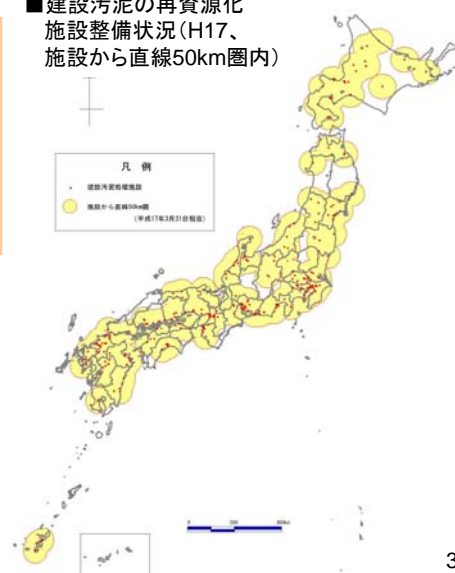 ■建設汚泥の再資源化
施設整備状況(H17、
施設から直線50km圏内)
凡 例
建設汚泥処理施設
施設から直線50km圏
(平成17年3月31日現在)
0 200 400km
3